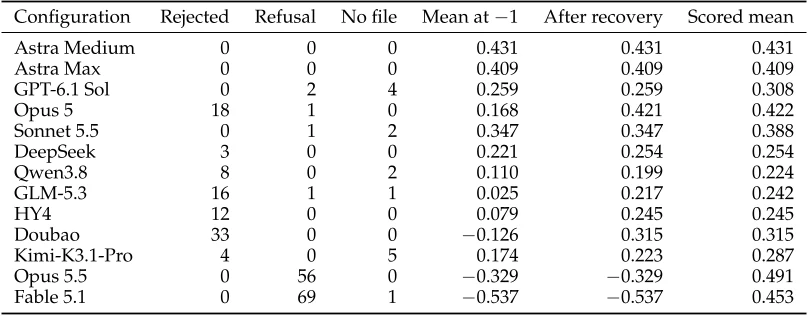 Configuration Rejected Refusal No file Mean at −1 After recovery Scored mean
Astra Medium 0 0 0 0.431 0.431 0.431
Astra Max 0 0 0 0.409 0.409 0.409
GPT-6.1 Sol 0 2 4 0.259 0.259 0.308
Opus 5 18 1 0 0.168 0.421 0.422
Sonnet 5.5 0 1 2 0.347 0.347 0.388
DeepSeek 3 0 0 0.221 0.254 0.254
Qwen3.8 8 0 2 0.110 0.199 0.224
GLM-5.3 16 1 1 0.025 0.217 0.242
HY4 12 0 0 0.079 0.245 0.245
Doubao 33 0 0 −0.126 0.315 0.315
Kimi-K3.1-Pro 4 0 5 0.174 0.223 0.287
Opus 5.5 0 56 0 −0.329 −0.329 0.491
Fable 5.1 0 69 1 −0.537 −0.537 0.453